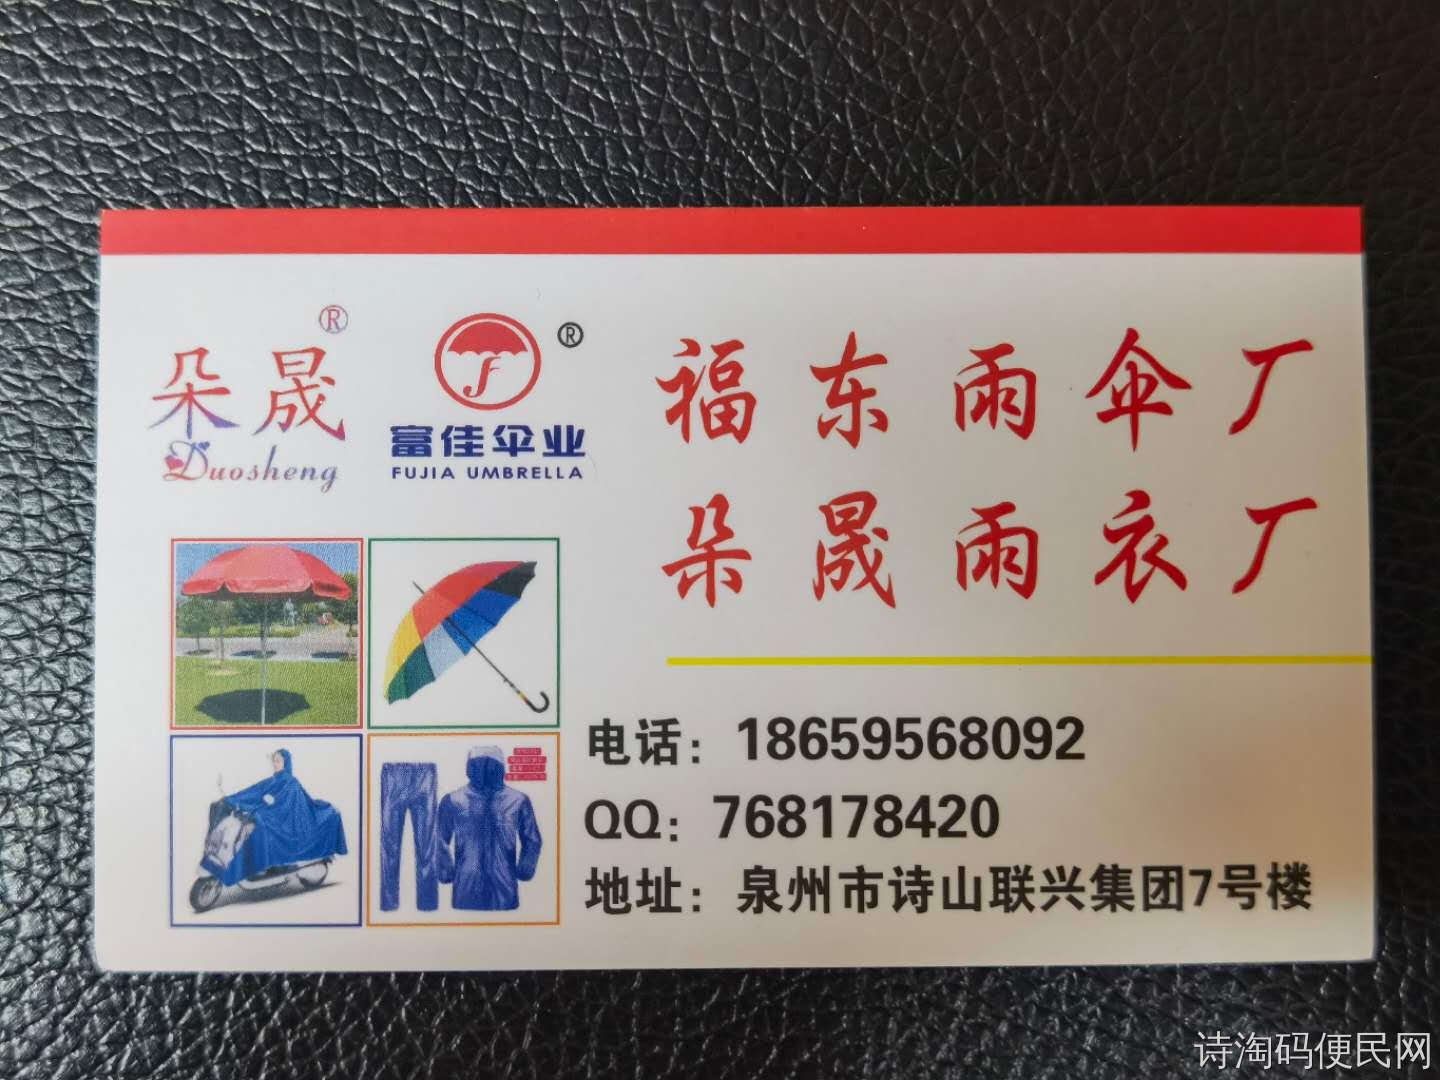 朵晟®
Duosheng
®
富佳伞业
FUJIA UMBRELLA
福东雨伞厂
朵晟雨衣厂
电话：18659568092
QQ：768178420
地址：泉州市诗山联兴集团7号楼
诗淘码便民网